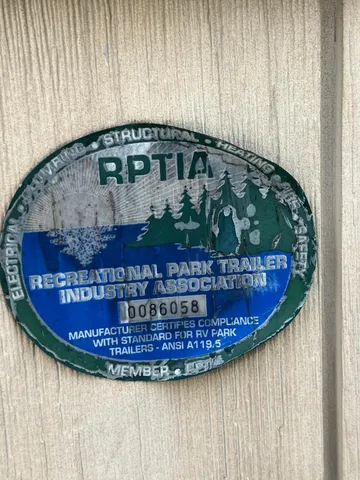 ELECTRICAL • PLUMBING • STRUCTURAL • HEATING • FIRE • SAFETY
RPTIA
RECREATIONAL PARK TRAILER
INDUSTRY ASSOCIATION
0086058
MANUFACTURER CERTIFIES COMPLIANCE
WITH STANDARD FOR RV PARK
TRAILERS - ANSI A119.5
MEMBER • RPTIA